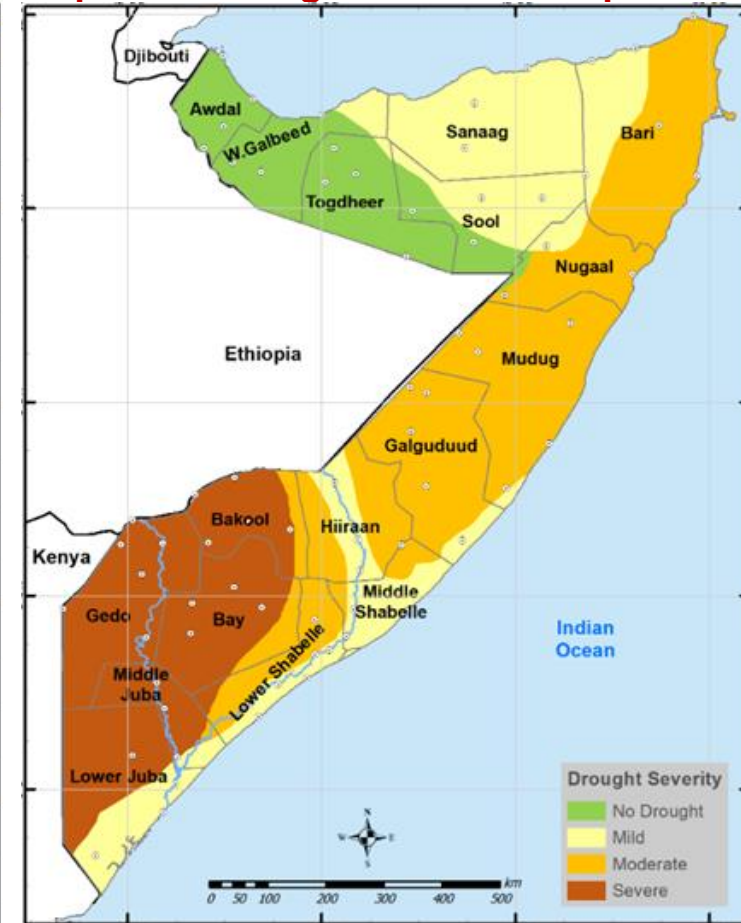 Djibouti
Awdal
W.Galbeed
Sanaag
Bari
Togdheer
Sool
Nugaal
Ethiopia
Mudug
Galguduud
Bakool
Hiiraan
Kenya
Middle
Shabelle
Gedo
Bay
Indian
Ocean
Middle
Juba
Lower Shabelle
Lower Juba
Drought Severity
No Drought
Mild
Moderate
Severe
N
W E
S
km
0 50 100 200 300 400 500